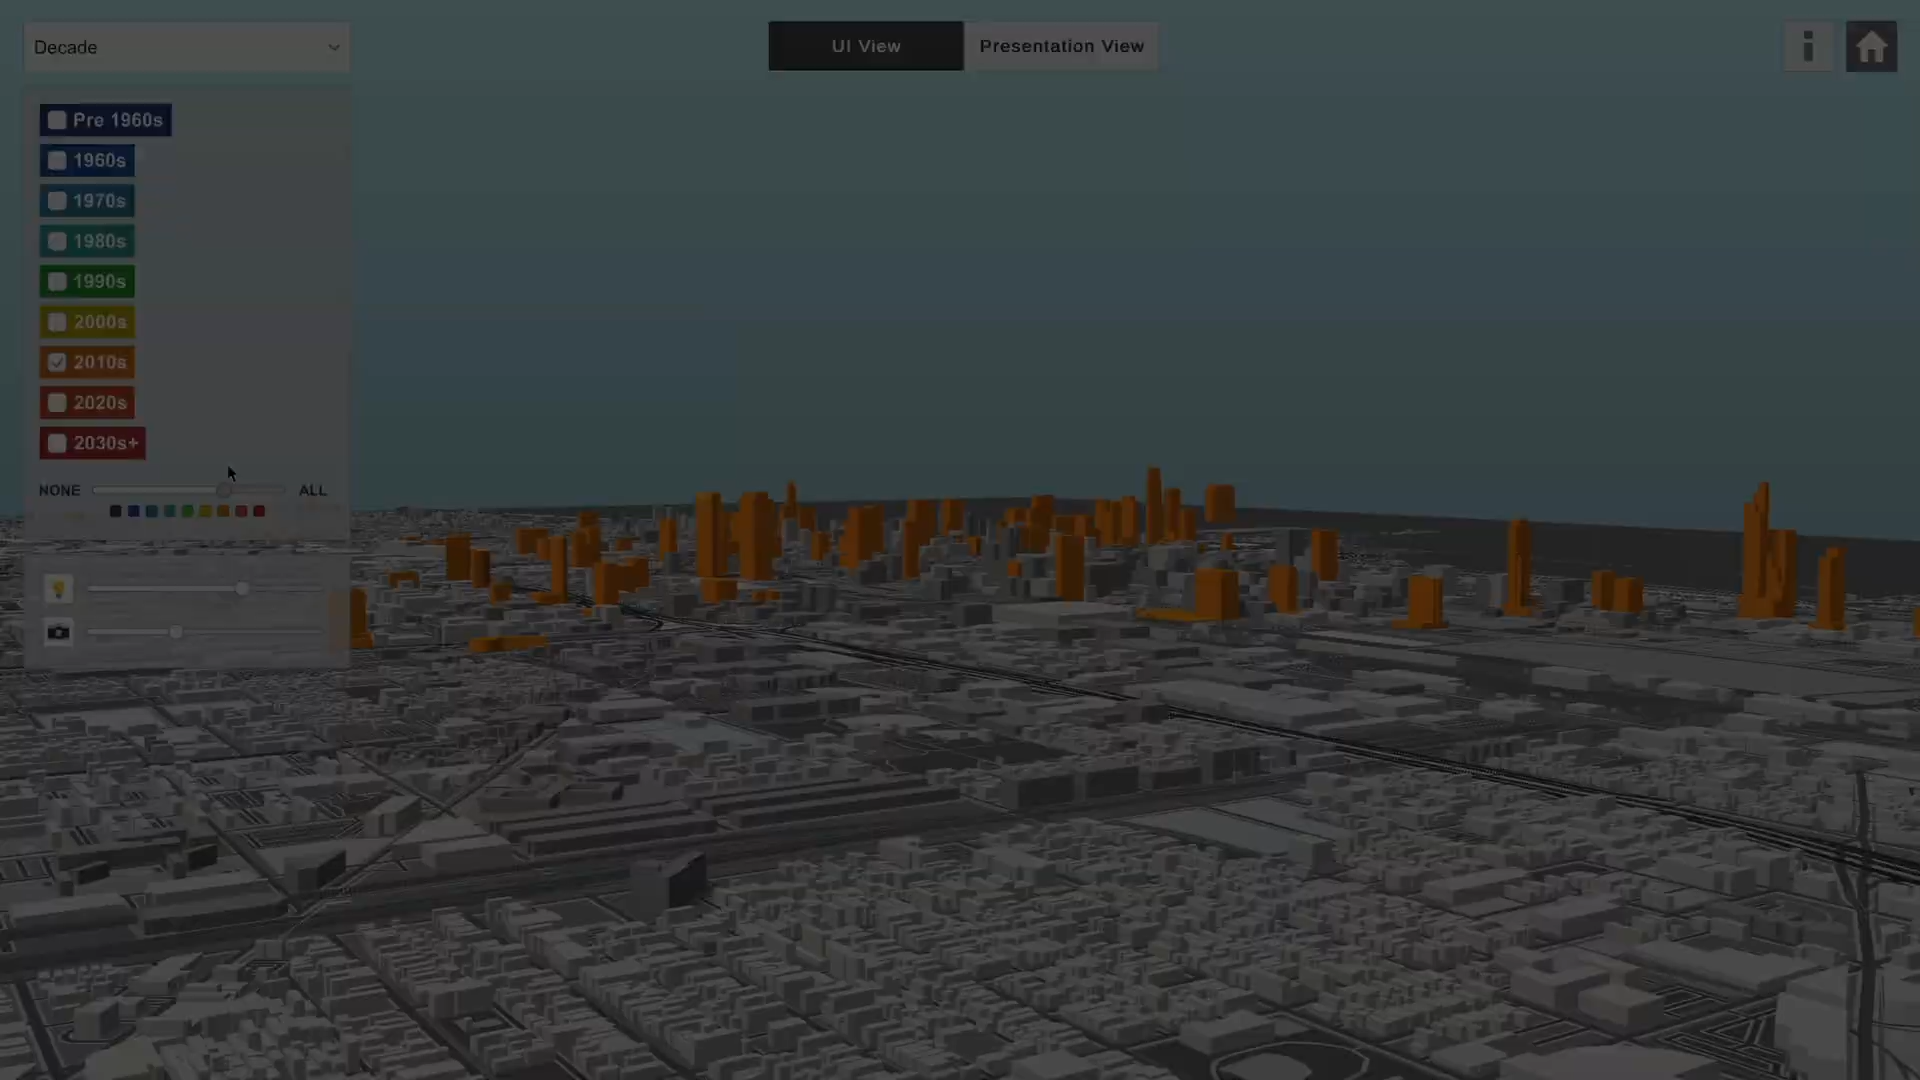 Decade
UI View
Presentation View
Pre 1960s
1960s
1970s
1980s
1990s
2000s
2010s
2020s
2030s+
NONE
ALL